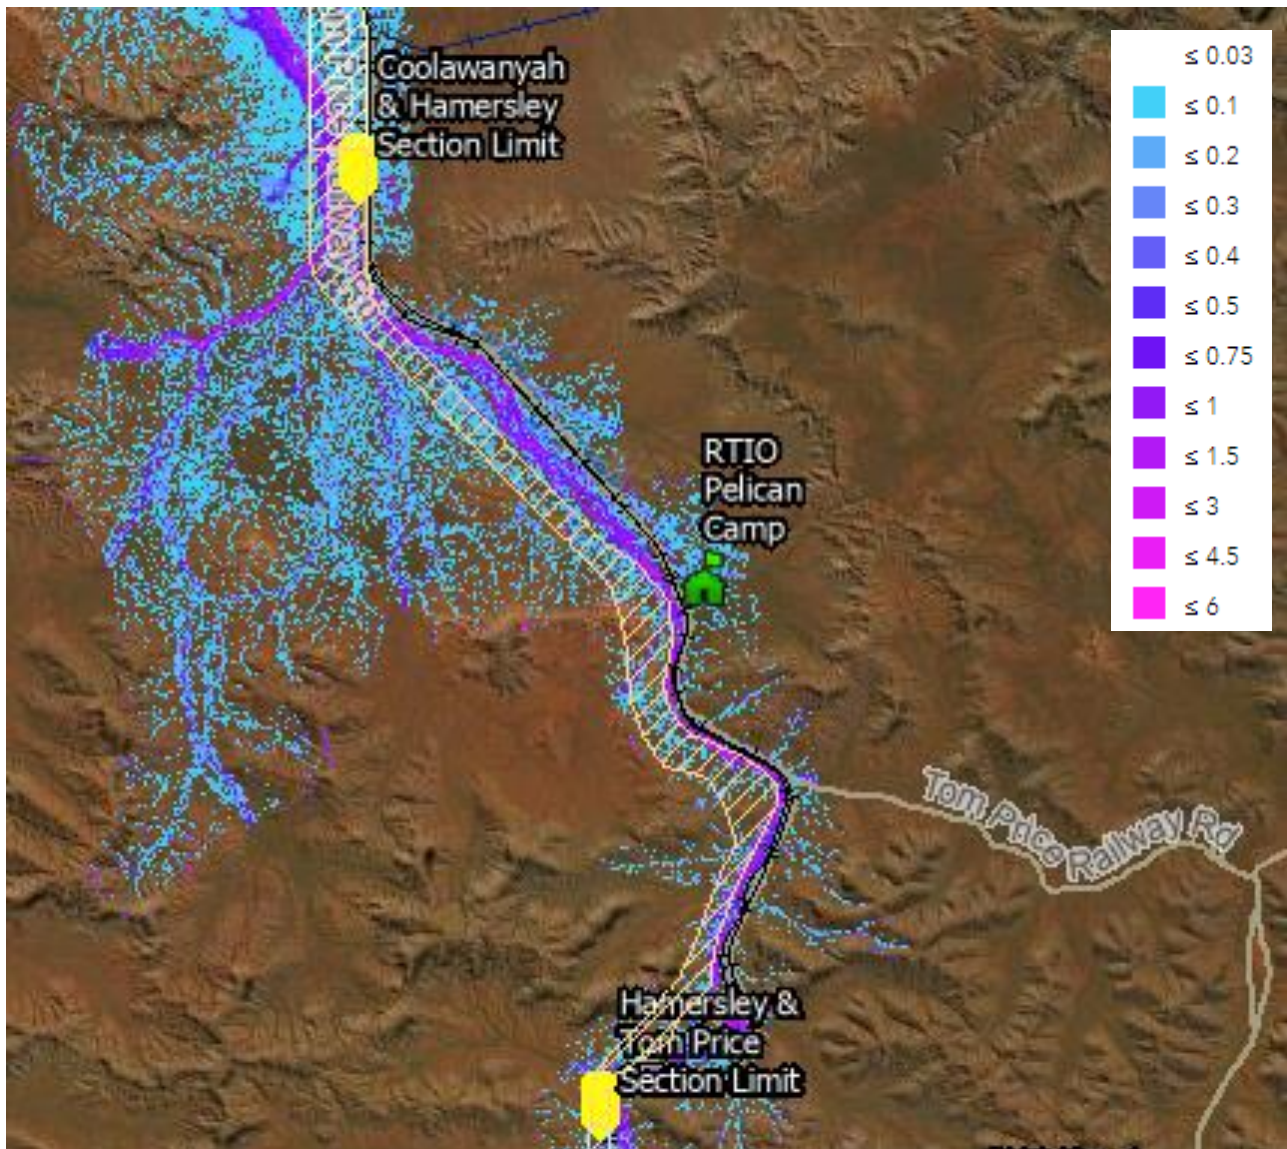 Coolawanyah
& Hamersley
Section Limit
≤ 0.03
≤ 0.1
≤ 0.2
≤ 0.3
≤ 0.4
≤ 0.5
≤ 0.75
≤ 1
≤ 1.5
≤ 3
≤ 4.5
≤ 6
RTIO
Pelican
Camp
Tom Price Railway Rd
Hamersley &
Tom Price
Section Limit